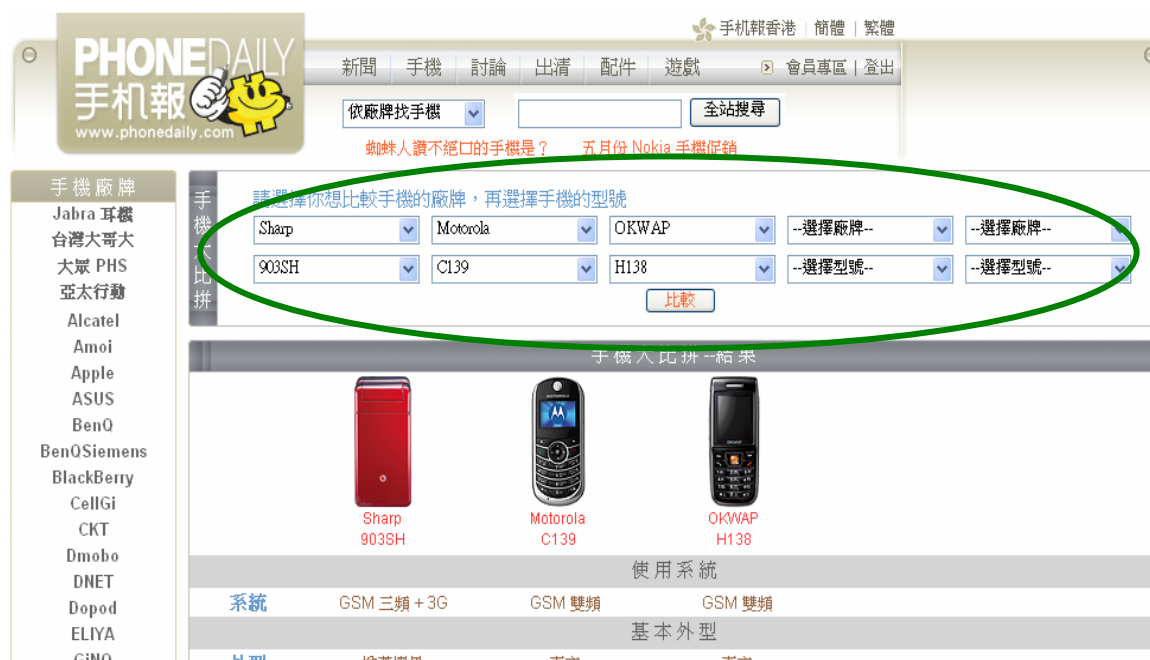 手机報香港 | 簡體 | 繁體
PHONEDAILY
手机報
www.phonedaily.com
新聞 手機 討論 出清 配件 遊戲 會員專區 | 登出
依廠牌找手機 全站搜尋
蜘蛛人讚不絕口的手機是？ 五月份 Nokia 手機促銷
手機廠牌
Jabra 耳機
台灣大哥大
大眾 PHS
亞太行動
Alcatel
Amoi
Apple
ASUS
BenQ
BenQSiemens
BlackBerry
CellGi
CKT
Dmobo
DNET
Dopod
ELIYA
GiNO
手機大比拼
請選擇你想比較手機的廠牌，再選擇手機的型號
Sharp Motorola OKWAP --選擇廠牌-- --選擇廠牌--
903SH C139 H138 --選擇型號-- --選擇型號--
比較
手機大比拼--結果
Sharp Motorola OKWAP
903SH C139 H138
使用系統
系統 GSM 三頻 + 3G GSM 雙頻 GSM 雙頻
基本外型
外型